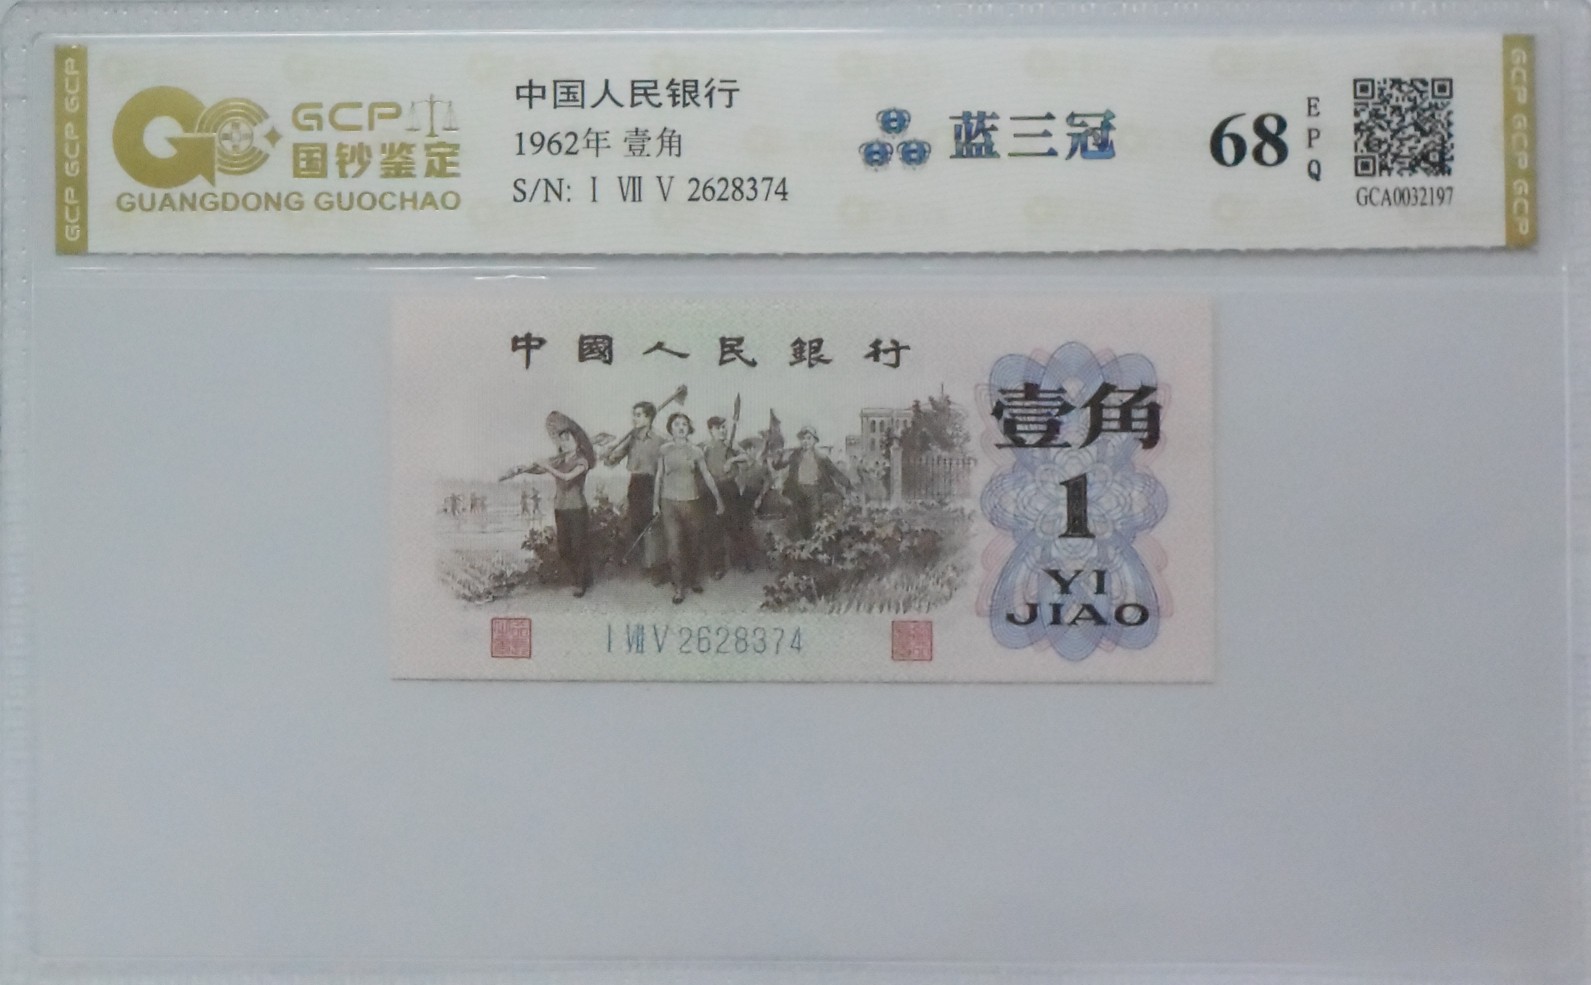 GCP GCP GCP
GCP
国钞鉴定
GUANGDONG GUOCHAO
中国人民银行
1962年 壹角
S/N: Ⅰ Ⅶ Ⅴ 2628374
蓝三冠
68
EPQ
GCA0032197
GCP GCP GCP
中國人民銀行
壹角
1
YI
JIAO
Ⅰ Ⅶ Ⅴ 2628374